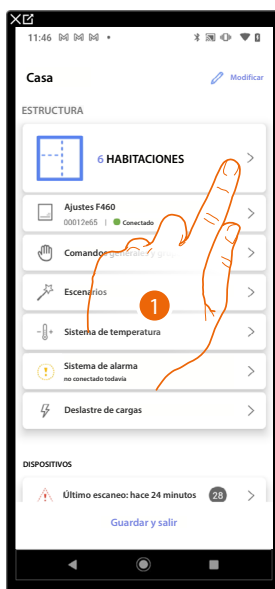 11:46
Casa
Modificar
ESTRUCTURA
6 HABITACIONES
Ajustes F460
00012e65 | Conectado
Comandos generales y
Escenarios
1
Sistema de temperatura
Sistema de alarma
no conectado todavía
Deslastre de cargas
DISPOSITIVOS
Último escaneo: hace 24 minutos 28
Guardar y salir